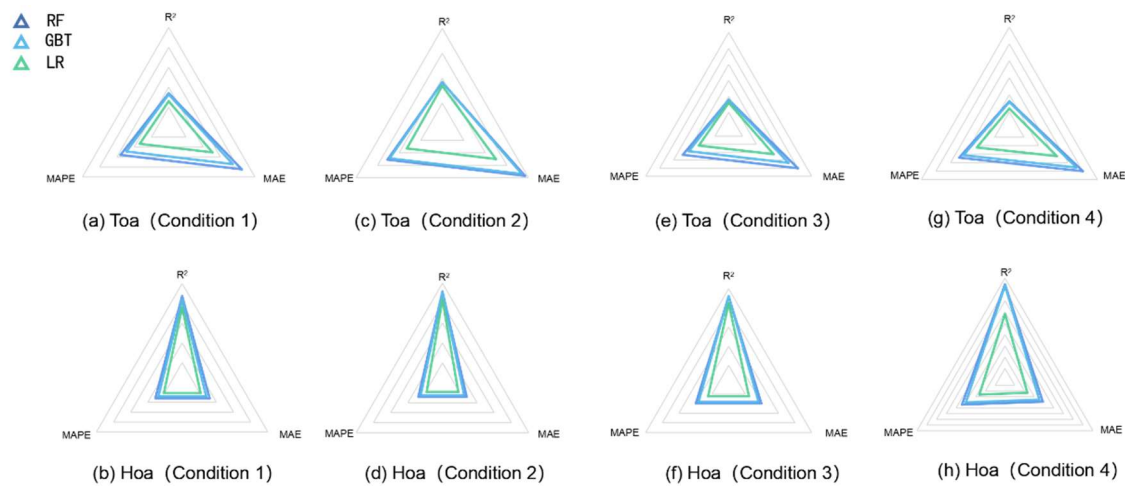 RF
GBT
LR
R²
MAPE
MAE
(a) Toa (Condition 1)
R²
MAPE
MAE
(c) Toa (Condition 2)
R²
MAPE
MAE
(e) Toa (Condition 3)
R²
MAPE
MAE
(g) Toa (Condition 4)
R²
MAPE
MAE
(b) Hoa (Condition 1)
R²
MAPE
MAE
(d) Hoa (Condition 2)
R²
MAPE
MAE
(f) Hoa (Condition 3)
R²
MAPE
MAE
(h) Hoa (Condition 4)